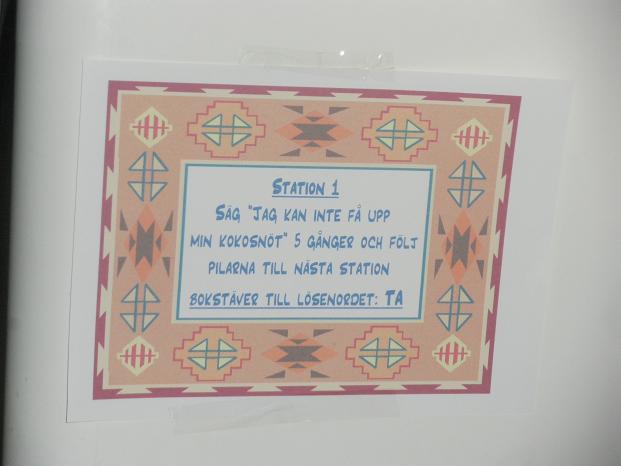 STATION 1
SÄG "JAG KAN INTE FÅ UPP
MIN KOKOSNÖT" 5 GÅNGER OCH FÖLJ
PILARNA TILL NÄSTA STATION
BOKSTÄVER TILL LÖSENORDET: TA